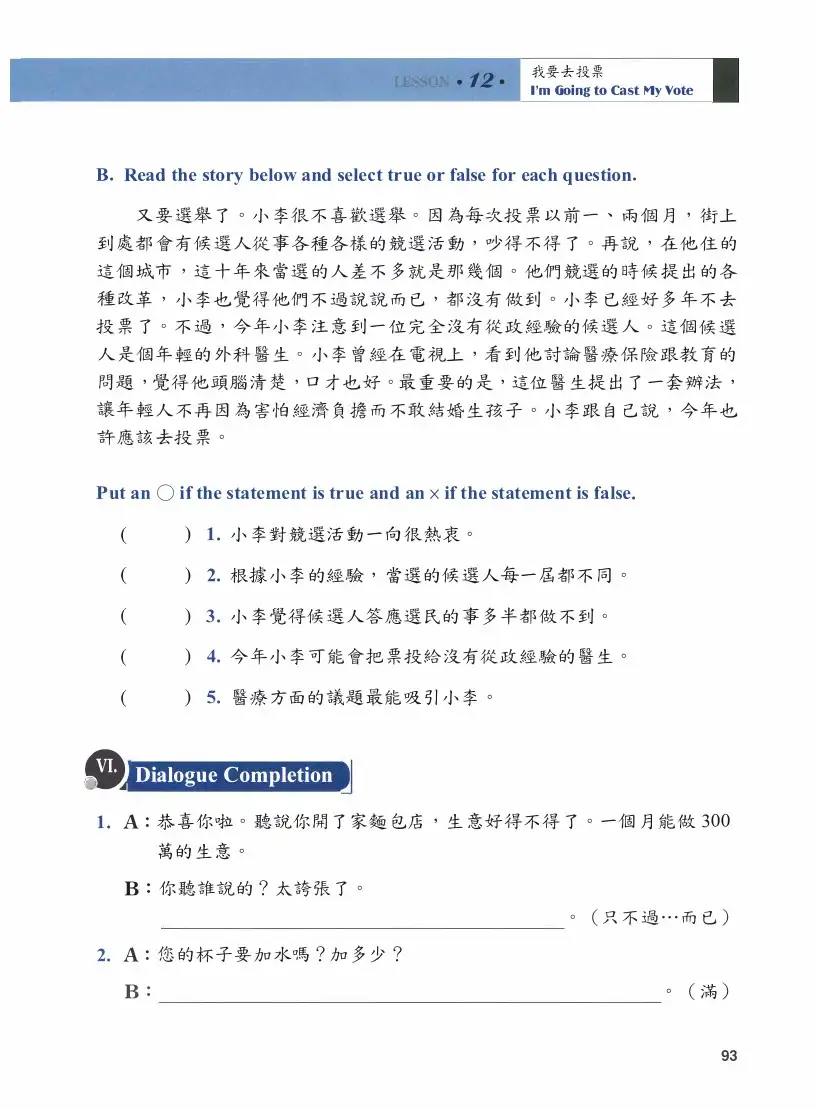 LESSON • 12 •
我要去投票
I'm Going to Cast My Vote
B. Read the story below and select true or false for each question.
又要選舉了。小李很不喜歡選舉。因為每次投票以前一、兩個月，街上
到處都會有候選人從事各種各樣的競選活動，吵得不得了。再說，在他住的
這個城市，這十年來當選的人差不多就是那幾個。他們競選的時候提出的各
種改革，小李也覺得他們不過說說而已，都沒有做到。小李已經好多年不去
投票了。不過，今年小李注意到一位完全沒有從政經驗的候選人。這個候選
人是個年輕的外科醫生。小李曾經在電視上，看到他討論醫療保險跟教育的
問題，覺得他頭腦清楚，口才也好。最重要的是，這位醫生提出了一套辦法，
讓年輕人不再因為害怕經濟負擔而不敢結婚生孩子。小李跟自己說，今年也
許應該去投票。
Put an ○ if the statement is true and an × if the statement is false.
( ) 1. 小李對競選活動一向很熱衷。
( ) 2. 根據小李的經驗，當選的候選人每一屆都不同。
( ) 3. 小李覺得候選人答應選民的事多半都做不到。
( ) 4. 今年小李可能會把票投給沒有從政經驗的醫生。
( ) 5. 醫療方面的議題最能吸引小李。
VI. Dialogue Completion
1. A：恭喜你啦。聽說你開了家麵包店，生意好得不得了。一個月能做 300
萬的生意。
B：你聽誰說的？太誇張了。
。（只不過…而已）
2. A：您的杯子要加水嗎？加多少？
B：。（滿）
93